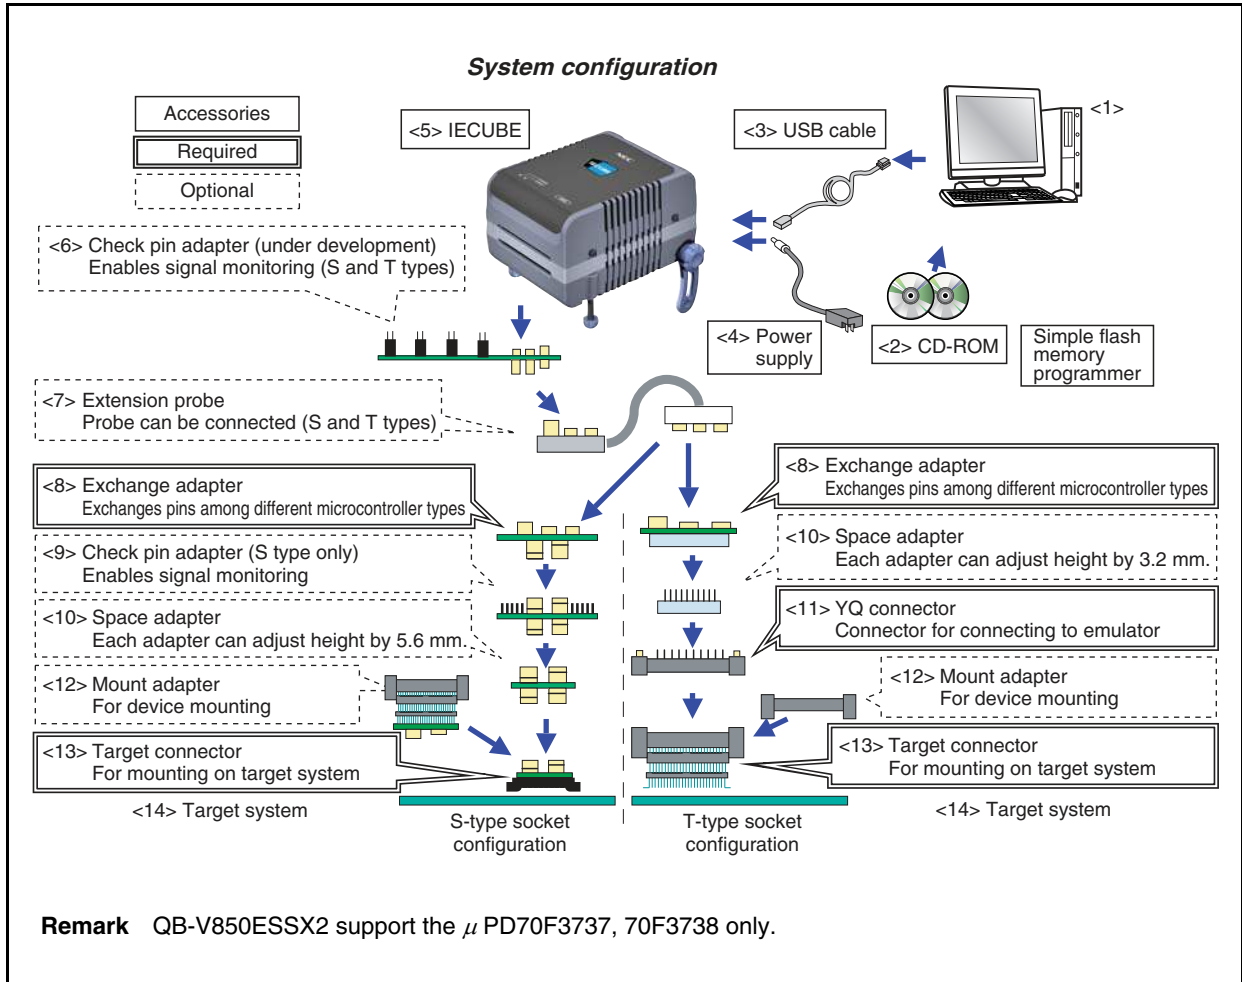 System configuration
Accessories
Required
Optional
<5> IECUBE
NEC
<3> USB cable
<1>
<6> Check pin adapter (under development)
Enables signal monitoring (S and T types)
<4> Power
supply
<2> CD-ROM
Simple flash
memory
programmer
<7> Extension probe
Probe can be connected (S and T types)
<8> Exchange adapter
Exchanges pins among different microcontroller types
<9> Check pin adapter (S type only)
Enables signal monitoring
<10> Space adapter
Each adapter can adjust height by 5.6 mm.
<12> Mount adapter
For device mounting
<13> Target connector
For mounting on target system
<14> Target system
S-type socket
configuration
<8> Exchange adapter
Exchanges pins among different microcontroller types
<10> Space adapter
Each adapter can adjust height by 3.2 mm.
<11> YQ connector
Connector for connecting to emulator
<12> Mount adapter
For device mounting
<13> Target connector
For mounting on target system
<14> Target system
T-type socket
configuration
Remark QB-V850ESSX2 support the μ PD70F3737, 70F3738 only.